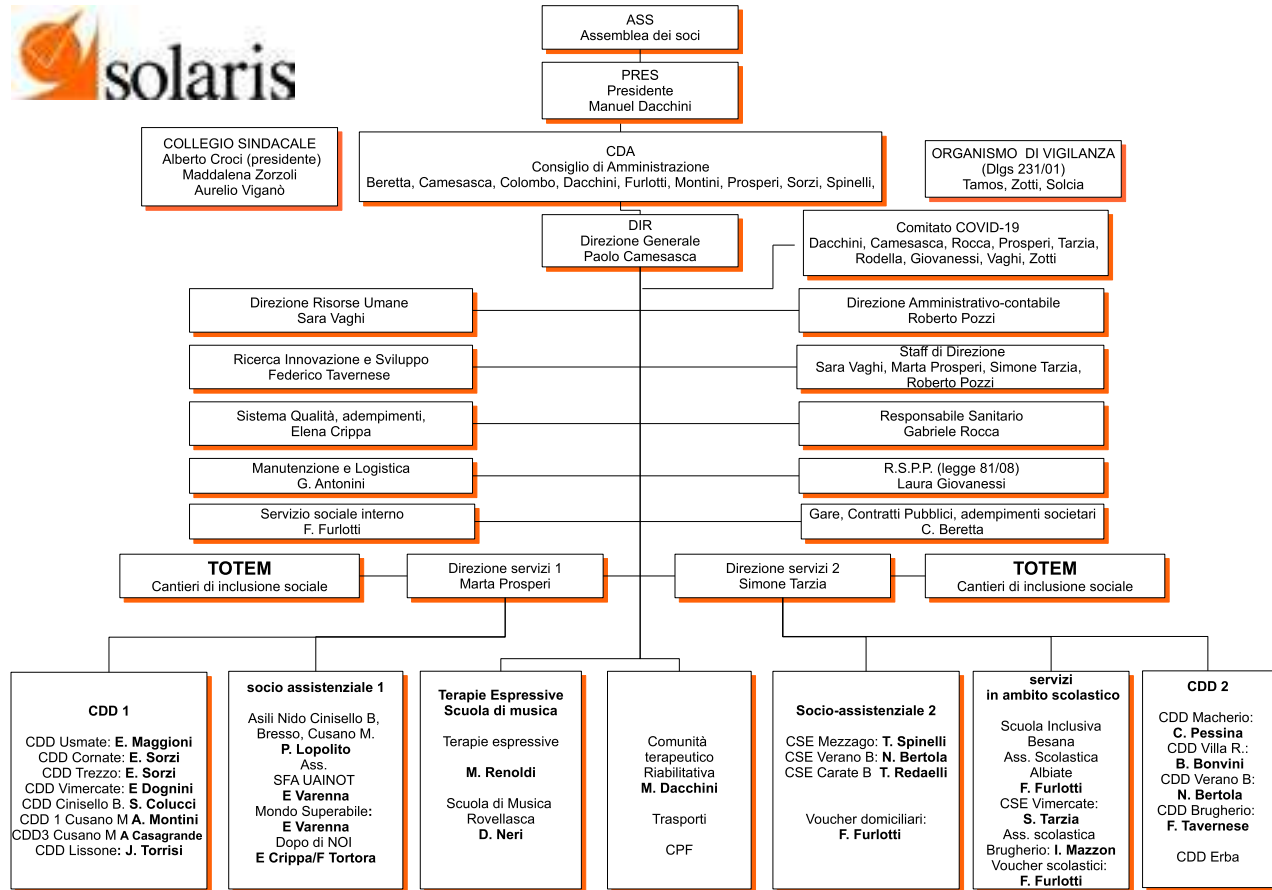 solaris
ASS
Assemblea dei soci
PRES
Presidente
Manuel Dacchini
COLLEGIO SINDACALE
Alberto Croci (presidente)
Maddalena Zorzoli
Aurelio Viganò
CDA
Consiglio di Amministrazione
Beretta, Camesasca, Colombo, Dacchini, Furlotti, Montini, Prosperi, Sorzi, Spinelli,
ORGANISMO DI VIGILANZA
(Dlgs 231/01)
Tamos, Zotti, Solcia
DIR
Direzione Generale
Paolo Camesasca
Comitato COVID-19
Dacchini, Camesasca, Rocca, Prosperi, Tarzia,
Rodella, Giovanessi, Vaghi, Zotti
Direzione Risorse Umane
Sara Vaghi
Direzione Amministrativo-contabile
Roberto Pozzi
Ricerca Innovazione e Sviluppo
Federico Tavernese
Staff di Direzione
Sara Vaghi, Marta Prosperi, Simone Tarzia,
Roberto Pozzi
Sistema Qualità, adempimenti,
Elena Crippa
Responsabile Sanitario
Gabriele Rocca
Manutenzione e Logistica
G. Antonini
R.S.P.P. (legge 81/08)
Laura Giovanessi
Servizio sociale interno
F. Furlotti
Gare, Contratti Pubblici, adempimenti societari
C. Beretta
TOTEM
Cantieri di inclusione sociale
Direzione servizi 1
Marta Prosperi
Direzione servizi 2
Simone Tarzia
TOTEM
Cantieri di inclusione sociale
CDD 1
CDD Usmate: E. Maggioni
CDD Cornate: E. Sorzi
CDD Trezzo: E. Sorzi
CDD Vimercate: E Dognini
CDD Cinisello B. S. Colucci
CDD 1 Cusano M A. Montini
CDD3 Cusano M A Casagrande
CDD Lissone: J. Torrisi
socio assistenziale 1
Asili Nido Cinisello B,
Bresso, Cusano M.
P. Lopolito
Ass.
SFA UAINOT
E Varenna
Mondo Superabile:
E Varenna
Dopo di NOI
E Crippa/F Tortora
Terapie Espressive
Scuola di musica
Terapie espressive
M. Renoldi
Scuola di Musica
Rovellasca
D. Neri
Comunità
terapeutico
Riabilitativa
M. Dacchini
Trasporti
CPF
Socio-assistenziale 2
CSE Mezzago: T. Spinelli
CSE Verano B: N. Bertola
CSE Carate B T. Redaelli
Voucher domiciliari:
F. Furlotti
servizi
in ambito scolastico
Scuola Inclusiva
Besana
Ass. Scolastica
Albiate
F. Furlotti
CSE Vimercate:
S. Tarzia
Ass. scolastica
Brugherio: I. Mazzon
Voucher scolastici:
F. Furlotti
CDD 2
CDD Macherio:
C. Pessina
CDD Villa R.:
B. Bonvini
CDD Verano B:
N. Bertola
CDD Brugherio:
F. Tavernese
CDD Erba